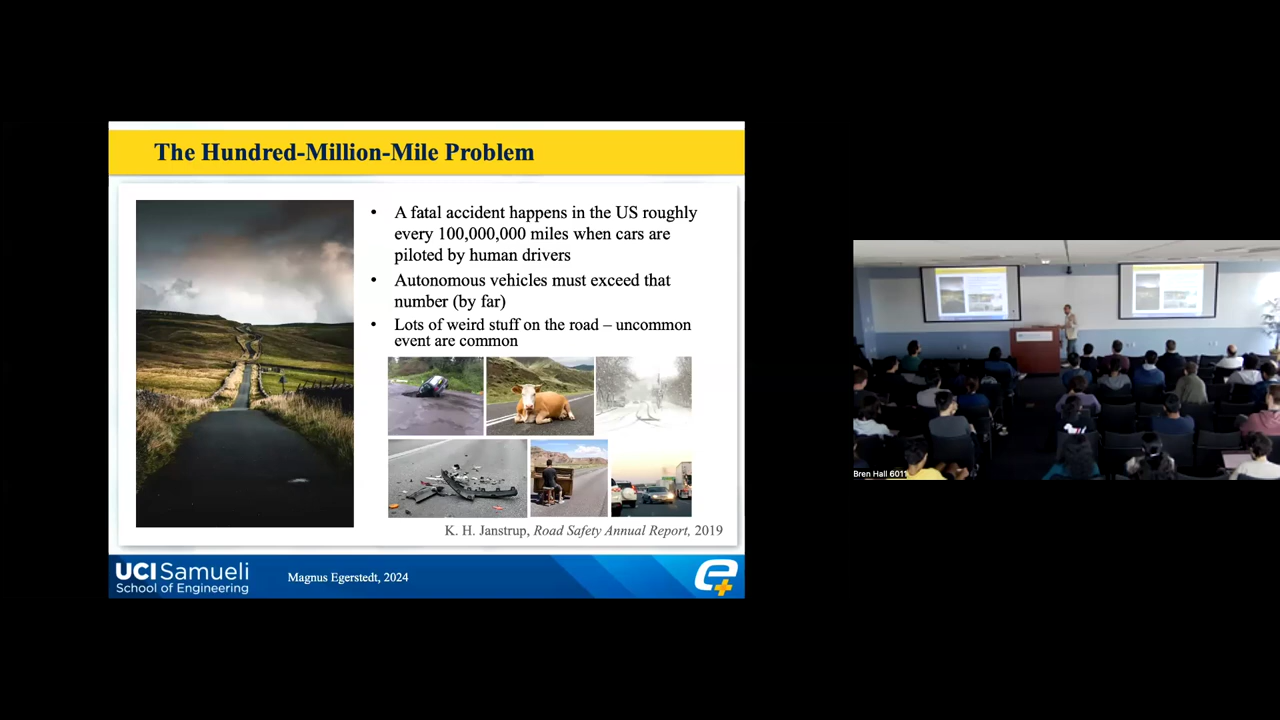 The Hundred-Million-Mile Problem
• A fatal accident happens in the US roughly
every 100,000,000 miles when cars are
piloted by human drivers
• Autonomous vehicles must exceed that
number (by far)
• Lots of weird stuff on the road – uncommon
event are common
K. H. Janstrup, Road Safety Annual Report, 2019
UCI Samueli
School of Engineering
Magnus Egerstedt, 2024
Bren Hall 6011